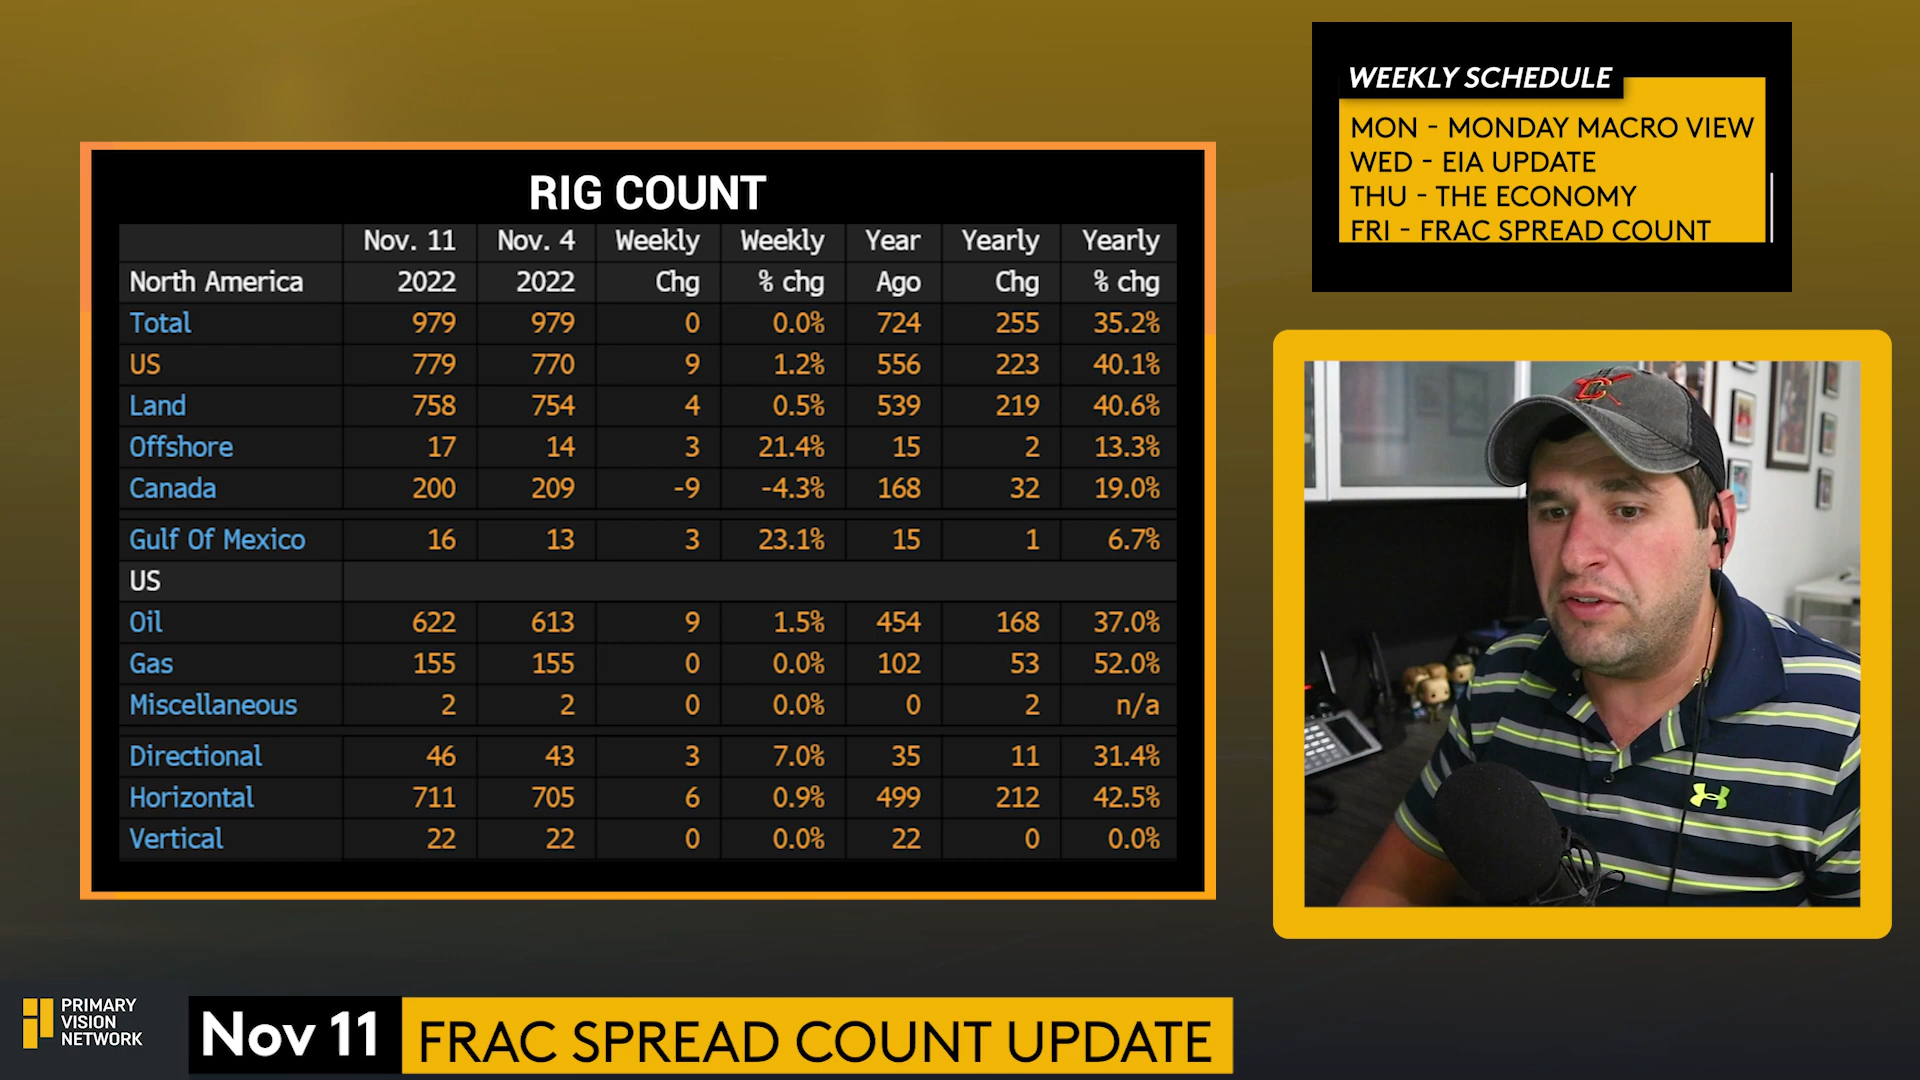 WEEKLY SCHEDULE
MON - MONDAY MACRO VIEW
WED - EIA UPDATE
THU - THE ECONOMY
FRI - FRAC SPREAD COUNT
RIG COUNT
Nov. 11 Nov. 4 Weekly Weekly Year Yearly Yearly
North America 2022 2022 Chg % chg Ago Chg % chg
Total 979 979 0 0.0% 724 255 35.2%
US 779 770 9 1.2% 556 223 40.1%
Land 758 754 4 0.5% 539 219 40.6%
Offshore 17 14 3 21.4% 15 2 13.3%
Canada 200 209 -9 -4.3% 168 32 19.0%
Gulf Of Mexico 16 13 3 23.1% 15 1 6.7%
US
Oil 622 613 9 1.5% 454 168 37.0%
Gas 155 155 0 0.0% 102 53 52.0%
Miscellaneous 2 2 0 0.0% 0 2 n/a
Directional 46 43 3 7.0% 35 11 31.4%
Horizontal 711 705 6 0.9% 499 212 42.5%
Vertical 22 22 0 0.0% 22 0 0.0%
C
PRIMARY
VISION
NETWORK
Nov 11 FRAC SPREAD COUNT UPDATE